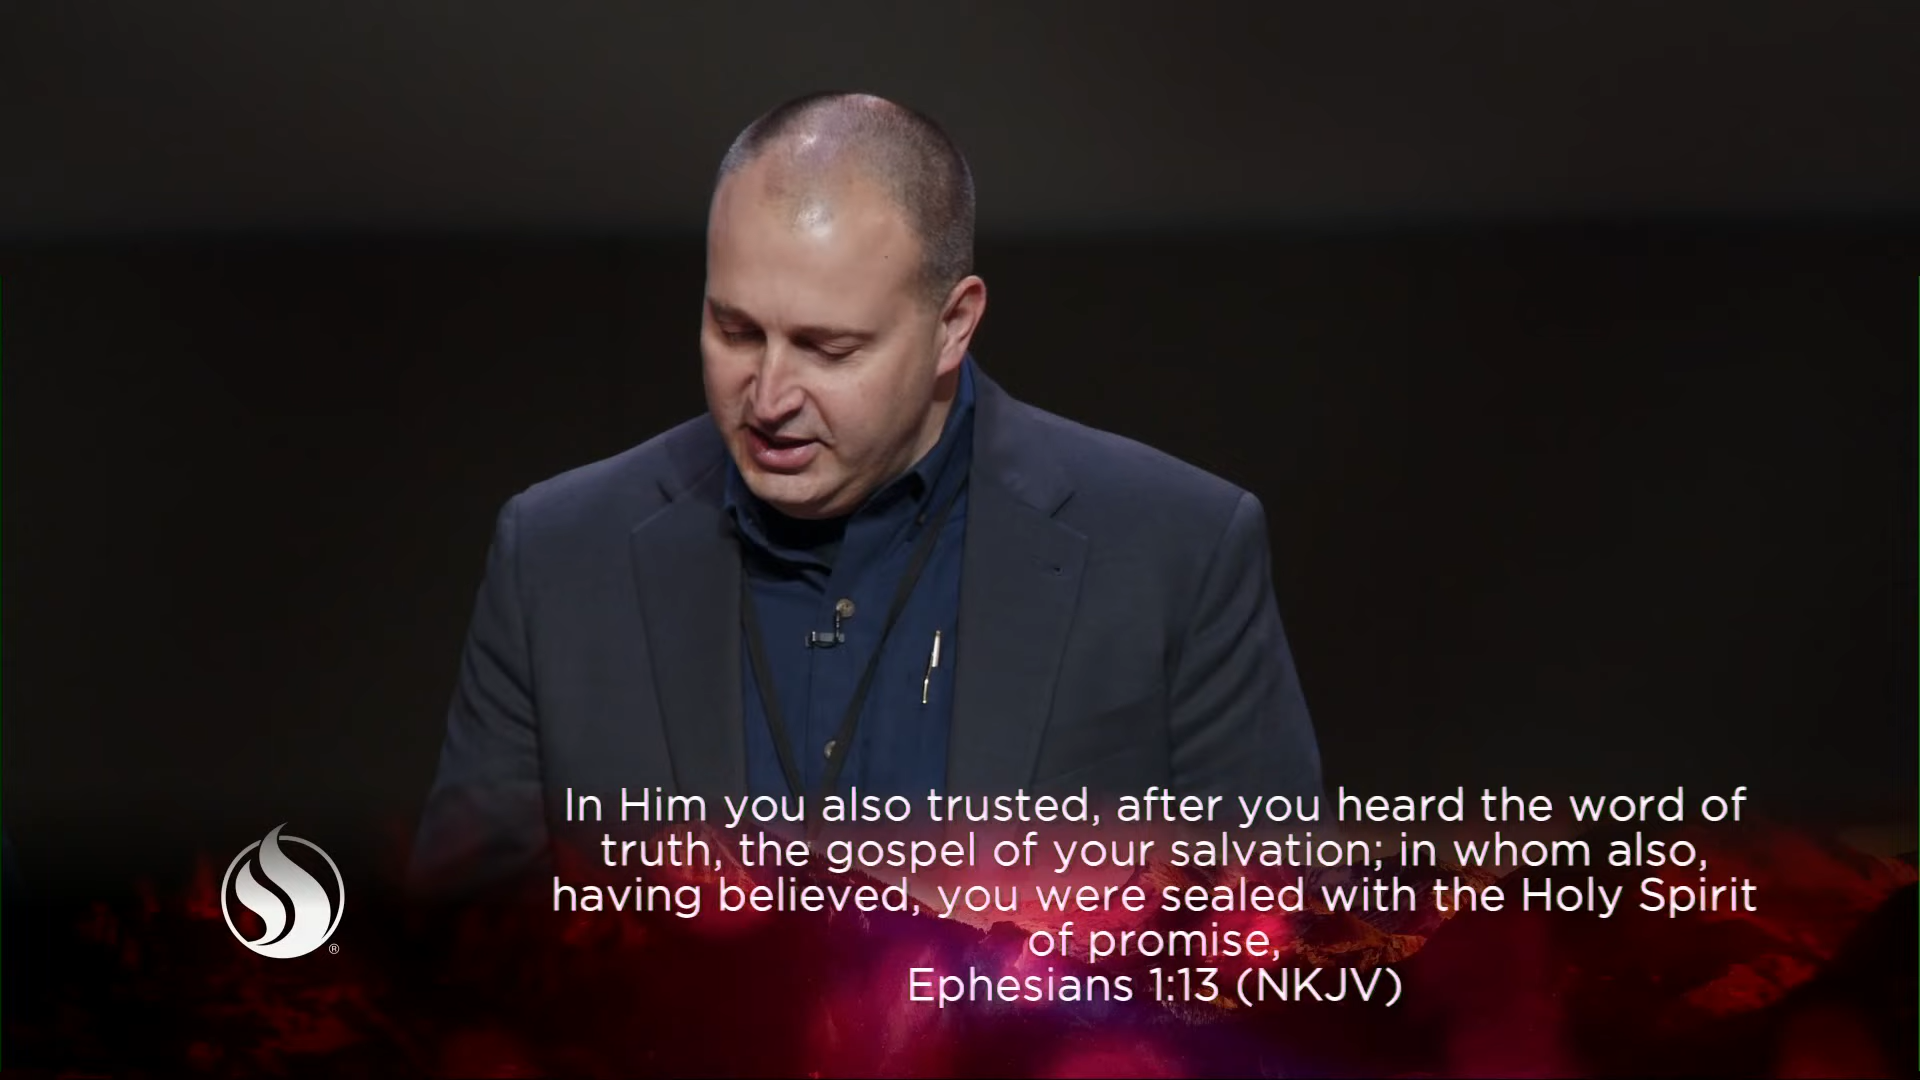 In Him you also trusted, after you heard the word of
truth, the gospel of your salvation; in whom also,
having believed, you were sealed with the Holy Spirit
of promise,
Ephesians 1:13 (NKJV)
®